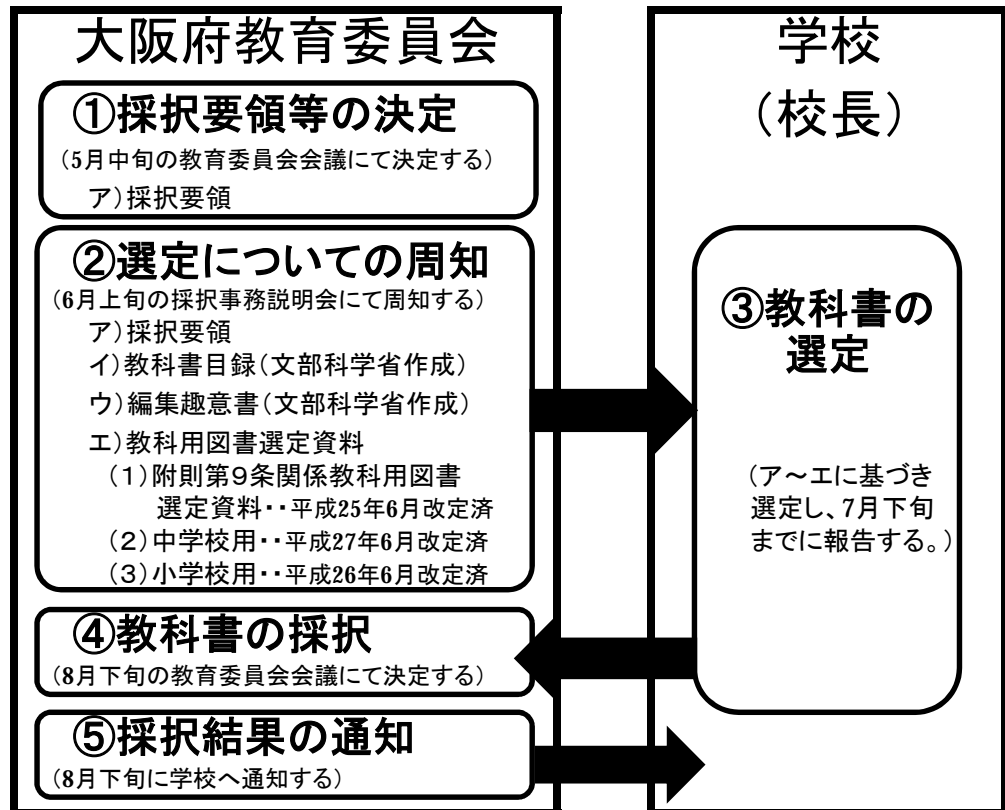 大阪府教育委員会
①採択要領等の決定
(5月中旬の教育委員会会議にて決定する)
ア)採択要領
②選定についての周知
(6月上旬の採択事務説明会にて周知する)
ア)採択要領
イ)教科書目録(文部科学省作成)
ウ)編集趣意書(文部科学省作成)
エ)教科用図書選定資料
(1)附則第9条関係教科用図書
選定資料・・平成25年6月改定済
(2)中学校用・・平成27年6月改定済
(3)小学校用・・平成26年6月改定済
④教科書の採択
(8月下旬の教育委員会会議にて決定する)
⑤採択結果の通知
(8月下旬に学校へ通知する)
学校
(校長)
③教科書の
選定
(ア~エに基づき
選定し、7月下旬
までに報告する。)